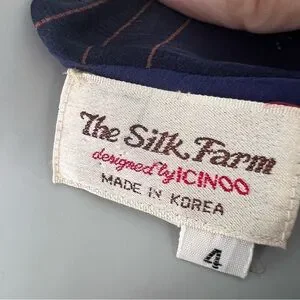 The Silk Farm
designed by ICINOO
MADE IN KOREA
4